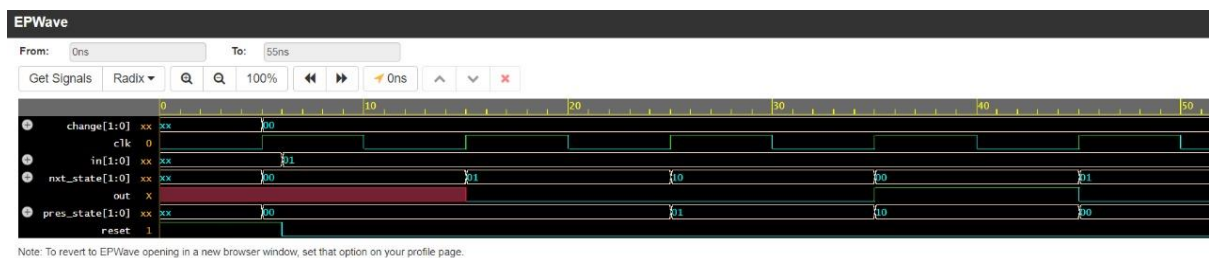 EPWave
From: 0ns To: 55ns
Get Signals Radix 100% 0ns
0 10 20 30 40 50
change[1:0] xx xx 00
clk 0
in[1:0] xx xx 01
nxt_state[1:0] xx xx 00 01 10 00 01
out x
pres_state[1:0] xx xx 00 01 10 00
reset 1
Note: To revert to EPWave opening in a new browser window, set that option on your profile page.